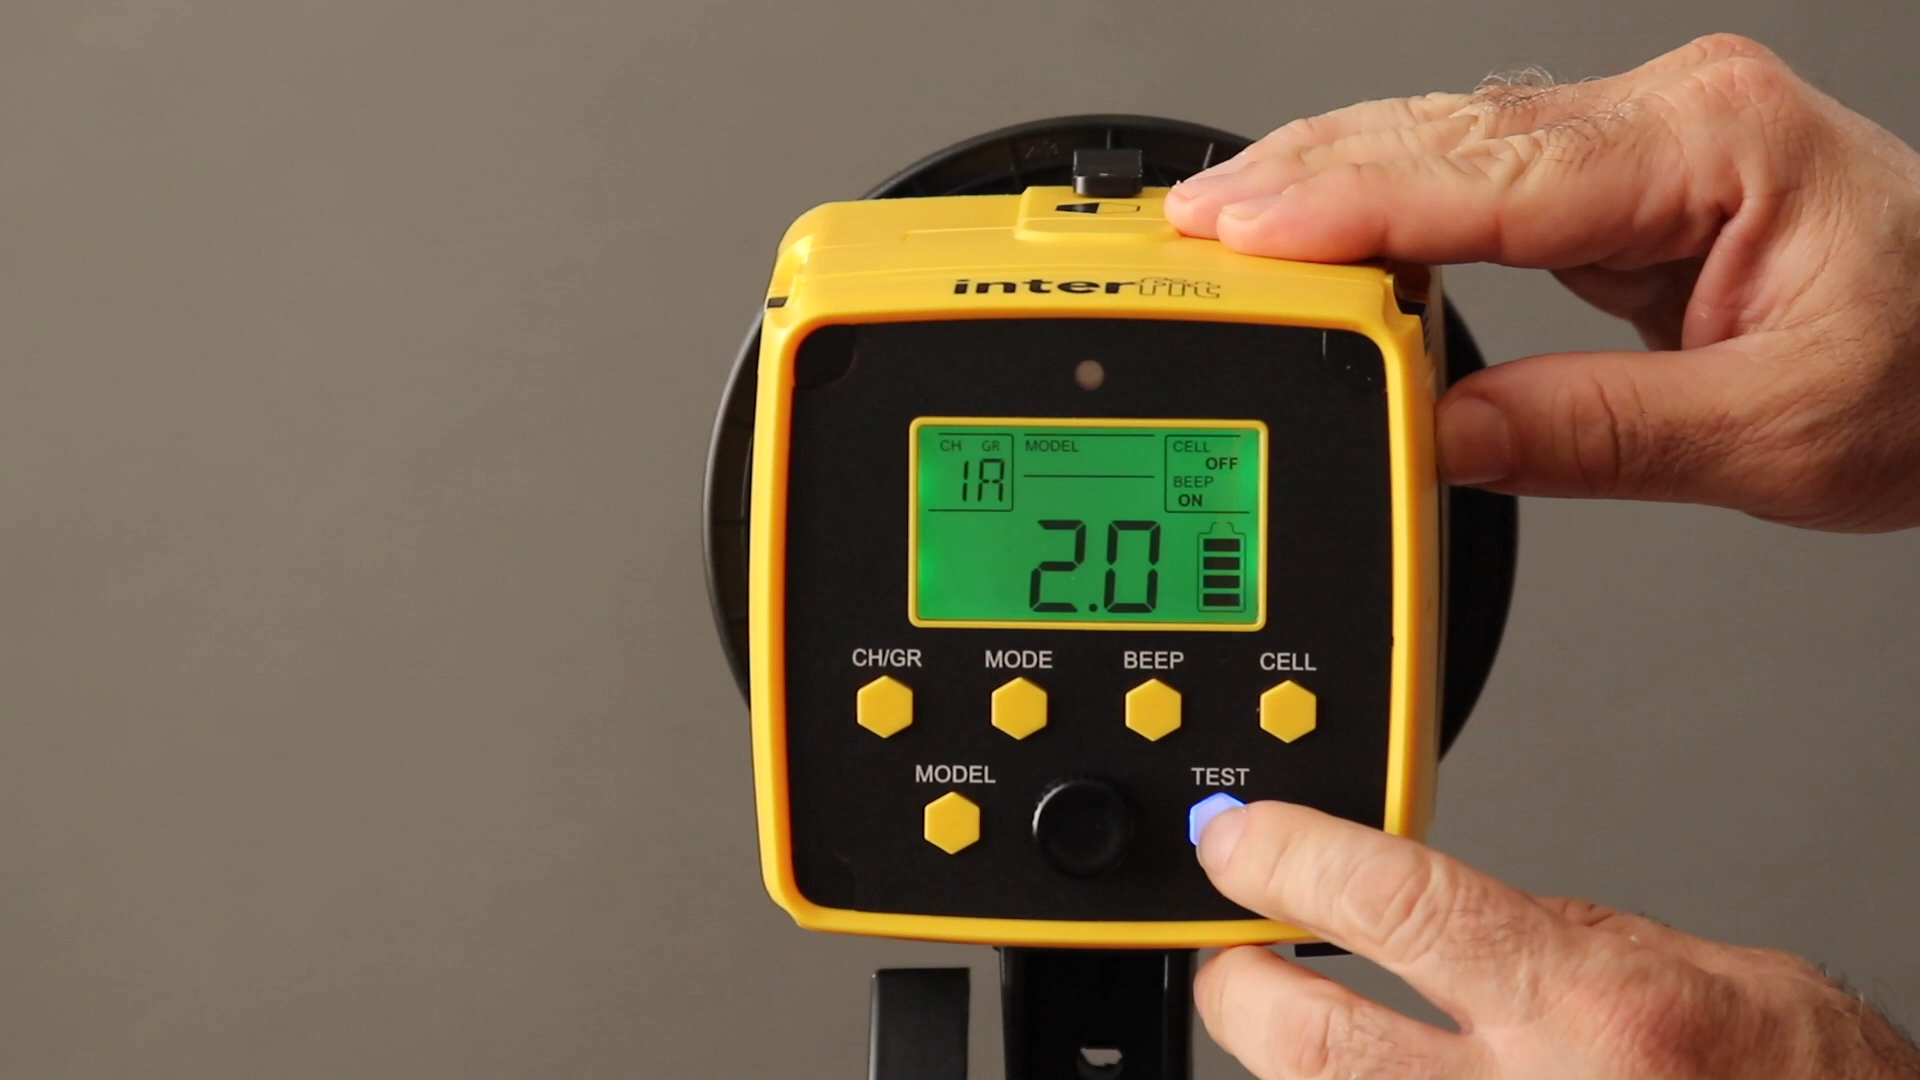 interfit
CH GR MODEL CELL
OFF
1A BEEP
ON
2.0
CH/GR MODE BEEP CELL
MODEL TEST